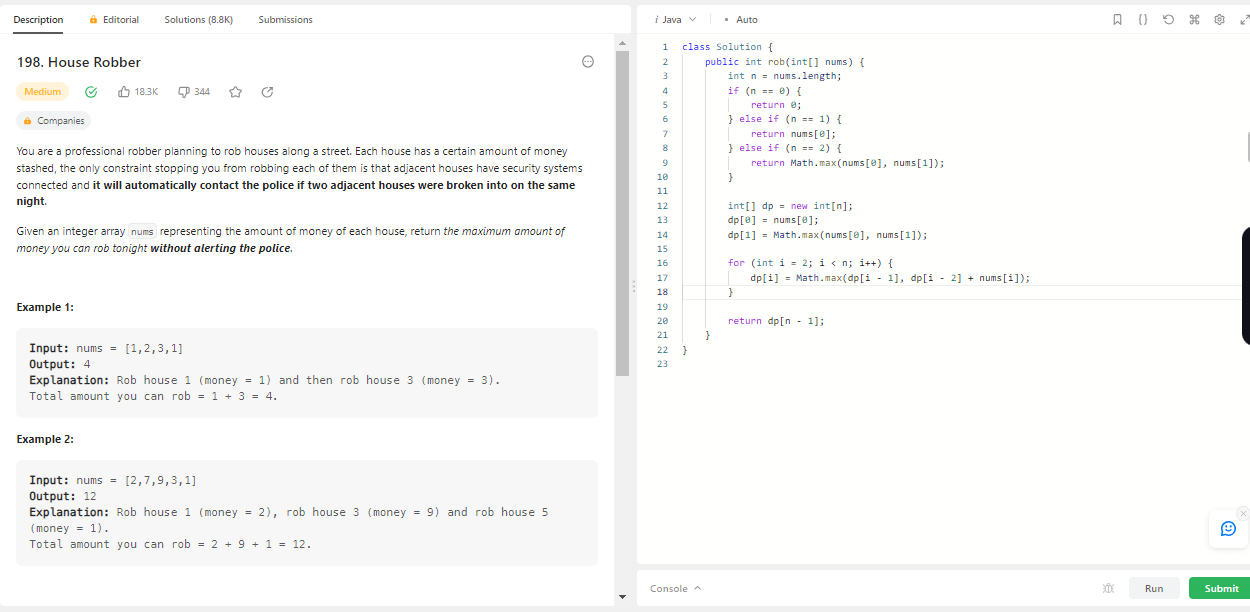 Description Editorial Solutions (8.8K) Submissions
198. House Robber
Medium 18.3K 344
Companies
You are a professional robber planning to rob houses along a street. Each house has a certain amount of money
stashed, the only constraint stopping you from robbing each of them is that adjacent houses have security systems
connected and it will automatically contact the police if two adjacent houses were broken into on the same
night.
Given an integer array nums representing the amount of money of each house, return the maximum amount of
money you can rob tonight without alerting the police.
Example 1:
Input: nums = [1,2,3,1]
Output: 4
Explanation: Rob house 1 (money = 1) and then rob house 3 (money = 3).
Total amount you can rob = 1 + 3 = 4.
Example 2:
Input: nums = [2,7,9,3,1]
Output: 12
Explanation: Rob house 1 (money = 2), rob house 3 (money = 9) and rob house 5
(money = 1).
Total amount you can rob = 2 + 9 + 1 = 12.
i Java • Auto
1 class Solution {
2 public int rob(int[] nums) {
3 int n = nums.length;
4 if (n == 0) {
5 return 0;
6 } else if (n == 1) {
7 return nums[0];
8 } else if (n == 2) {
9 return Math.max(nums[0], nums[1]);
10 }
11
12 int[] dp = new int[n];
13 dp[0] = nums[0];
14 dp[1] = Math.max(nums[0], nums[1]);
15
16 for (int i = 2; i < n; i++) {
17 dp[i] = Math.max(dp[i - 1], dp[i - 2] + nums[i]);
18 }
19
20 return dp[n - 1];
21 }
22 }
23
Console Run Submit